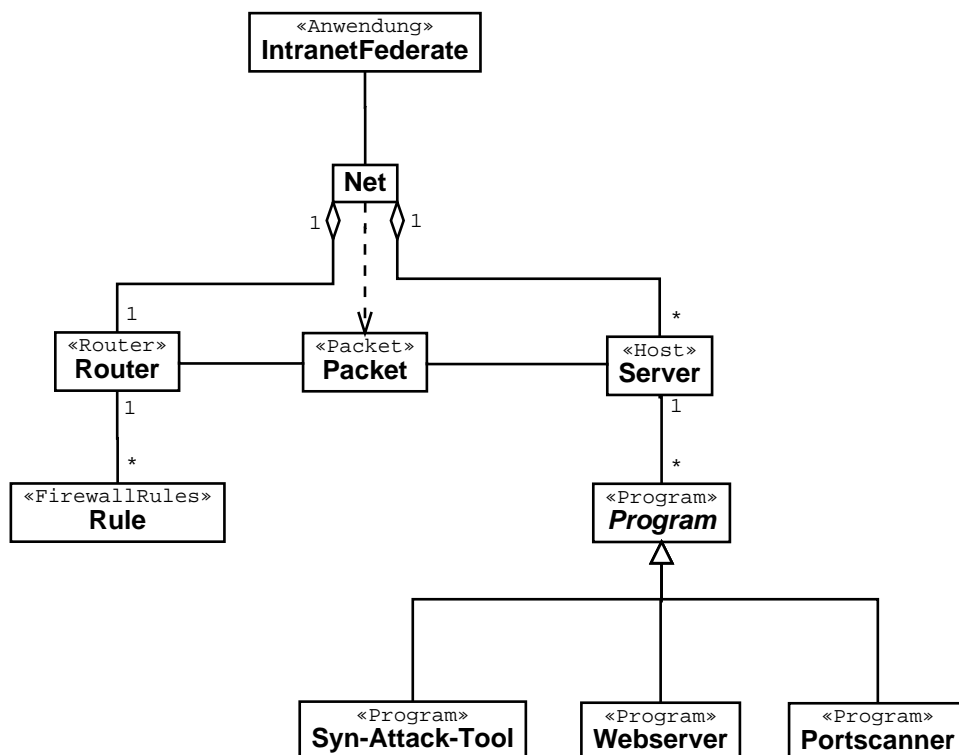 «Anwendung»
IntranetFederate
Net
1
1
1
*
«Router»
Router
«Packet»
Packet
«Host»
Server
1
1
*
*
«FirewallRules»
Rule
«Program»
Program
«Program»
Syn-Attack-Tool
«Program»
Webserver
«Program»
Portscanner